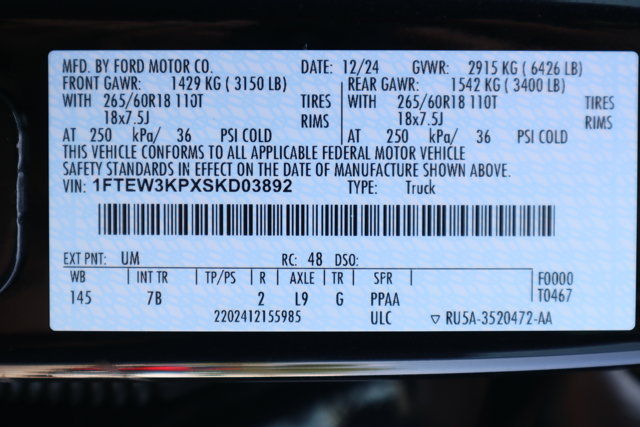 MFD. BY FORD MOTOR CO. DATE: 12/24 GVWR: 2915 KG ( 6426 LB)
FRONT GAWR: 1429 KG ( 3150 LB) REAR GAWR: 1542 KG ( 3400 LB)
WITH 265/60R18 110T TIRES WITH 265/60R18 110T TIRES
18x7.5J RIMS 18x7.5J RIMS
AT 250 kPa/ 36 PSI COLD AT 250 kPa/ 36 PSI COLD
THIS VEHICLE CONFORMS TO ALL APPLICABLE FEDERAL MOTOR VEHICLE
SAFETY STANDARDS IN EFFECT ON THE DATE OF MANUFACTURE SHOWN ABOVE.
VIN: 1FTEW3KPXSKD03892 TYPE: Truck
EXT PNT: UM RC: 48 DSO:
WB INT TR TP/PS R AXLE TR SPR F0000
145 7B 2 L9 G PPAA T0467
2202412155985 ULC ▽ RU5A-3520472-AA